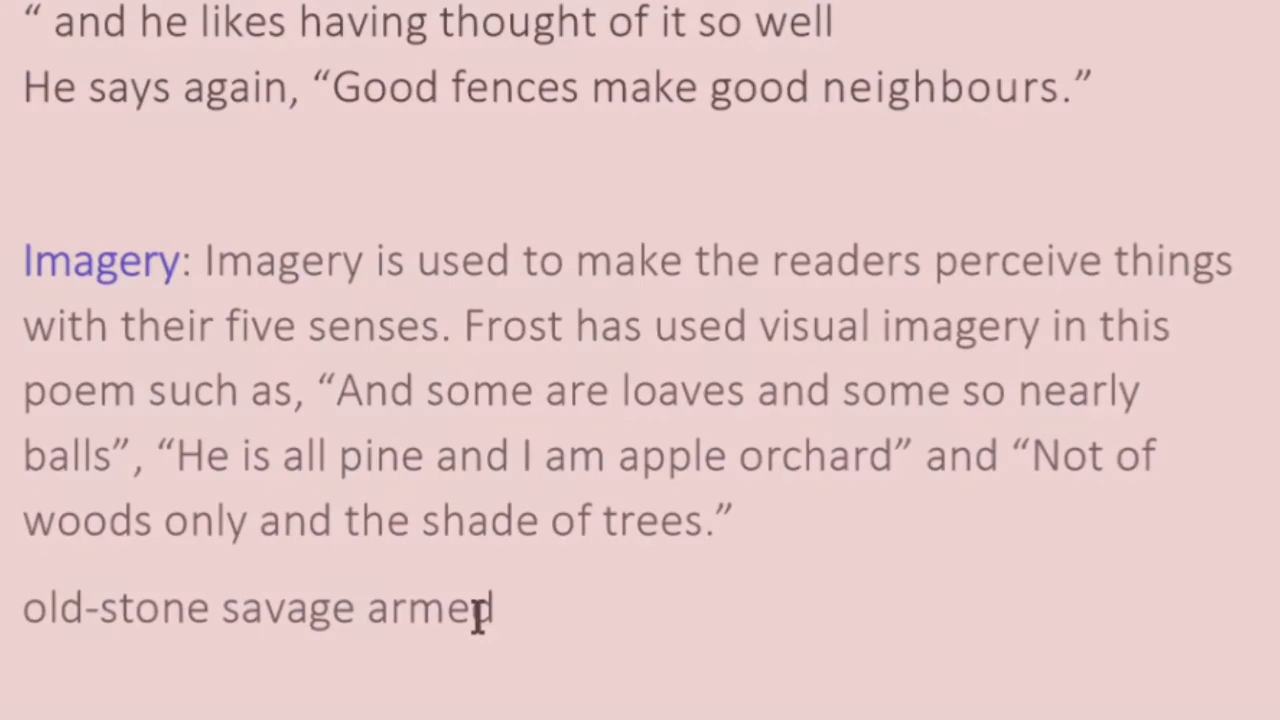 “ and he likes having thought of it so well
He says again, “Good fences make good neighbours.”
Imagery: Imagery is used to make the readers perceive things
with their five senses. Frost has used visual imagery in this
poem such as, “And some are loaves and some so nearly
balls”, “He is all pine and I am apple orchard” and “Not of
woods only and the shade of trees.”
old-stone savage armed